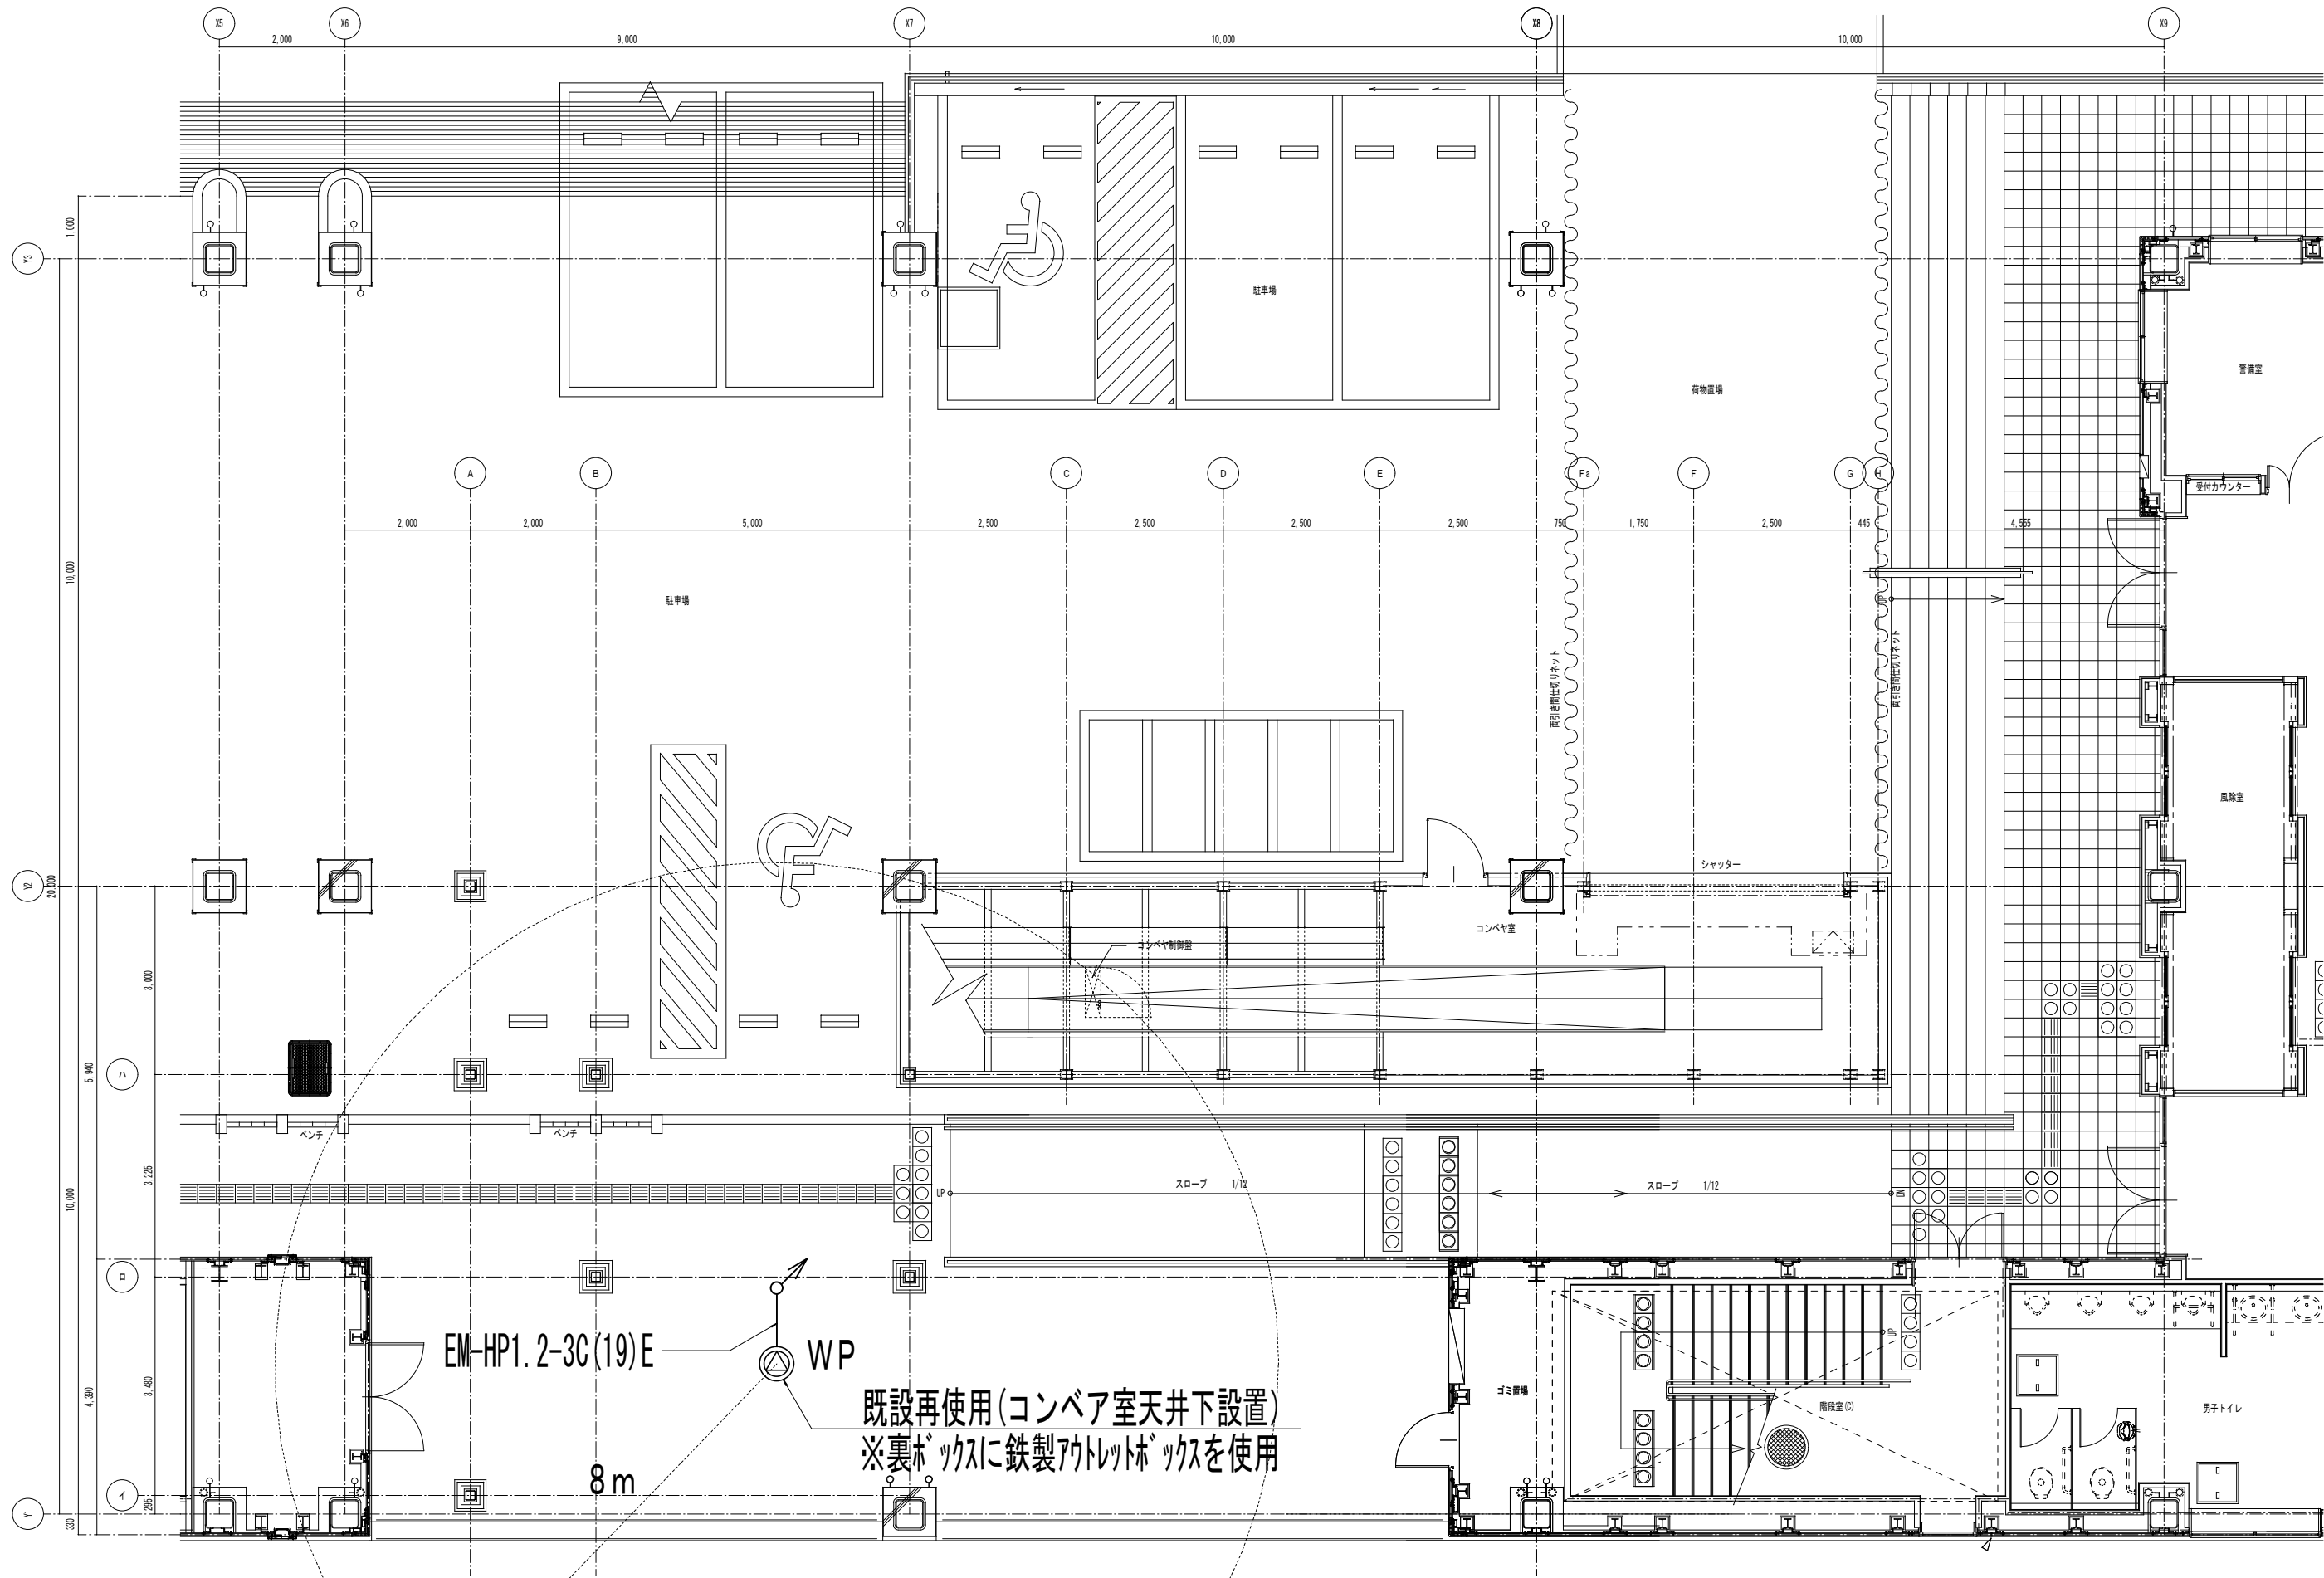 X5
X6
X7
X8
X9
2,000
9,000
10,000
10,000
1,000
Y3
駐車場
荷物置場
警備室
受付カウンター
A
B
C
D
E
Fa
F
G
H
2,000
2,000
5,000
2,500
2,500
2,500
2,500
750
1,750
2,500
445
4,555
10,000
駐車場
UP
両引き間仕切りネット
両引き間仕切りネット
風除室
シャッター
Y2
20,000
コンベヤ室
コンベヤ制御盤
3,000
5,940
ハ
ベンチ
ベンチ
3,225
10,000
UP
スロープ 1/12
スロープ 1/12
DN
ロ
EM-HP1.2-3C(19)E
WP
既設再使用(コンベア室天井下設置)
※裏ボックスに鉄製アウトレットボックスを使用
8m
UP
ゴミ置場
階段室(C)
男子トイレ
3,480
4,390
イ
295
Y1
330